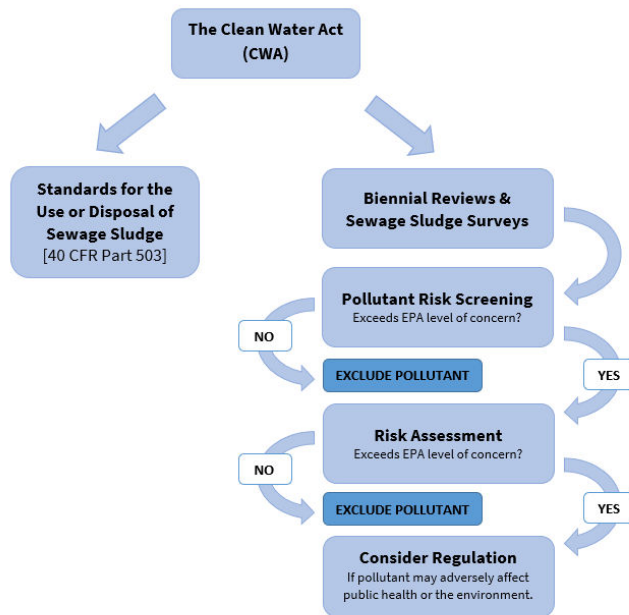 The Clean Water Act
(CWA)
Standards for the
Use or Disposal of
Sewage Sludge
[40 CFR Part 503]
Biennial Reviews &
Sewage Sludge Surveys
Pollutant Risk Screening
Exceeds EPA level of concern?
NO
YES
EXCLUDE POLLUTANT
Risk Assessment
Exceeds EPA level of concern?
NO
YES
EXCLUDE POLLUTANT
Consider Regulation
If pollutant may adversely affect
public health or the environment.